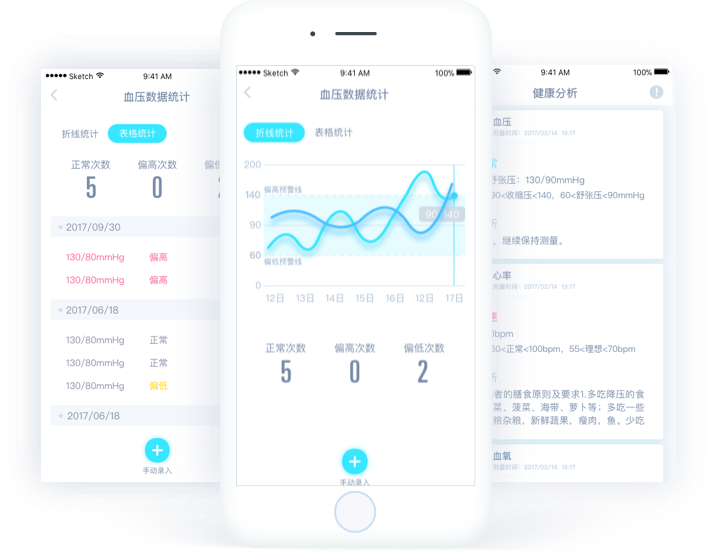 Sketch 9:41 AM
血压数据统计
折线统计 表格统计
正常次数 偏高次数 偏
5 0
2017/09/30
130/80mmHg 偏高
130/80mmHg 偏高
2017/06/18
130/80mmHg 正常
130/80mmHg 正常
130/80mmHg 偏低
2017/06/18
手动录入
Sketch 9:41 AM 100%
血压数据统计
折线统计 表格统计
200
偏高预警线
140
90
90 140
60
偏低预警线
0
12日 13日 14日 15日 16日 12日 17日
正常次数 偏高次数 偏低次数
5 0 2
手动录入
9:41 AM 100%
健康分析
血压
测量时间：2017/02/14 19:17
常
舒张压：130/90mmHg
90<收缩压<140，60<舒张压<90mmHg
析
，继续保持测量。
心率
测量时间：2017/02/14 19:17
速
bpm
60<正常<100bpm，55<理想<70bpm
析
者的膳食原则及要求1.多吃降压的食
菜、菠菜、海带、萝卜等；多吃一些
粮杂粮，新鲜蔬果，瘦肉，鱼。少吃
血氧
测量时间：2017/02/14 19:17